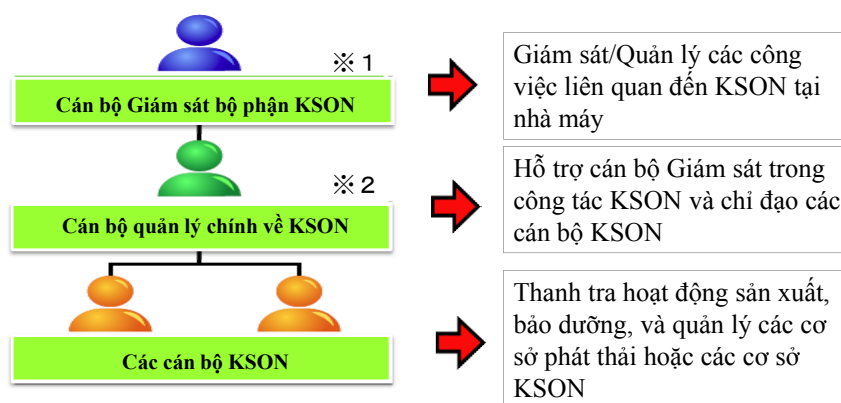 ※1
Cán bộ Giám sát bộ phận KSON
Giám sát/Quản lý các công
việc liên quan đến KSON tại
nhà máy
※2
Cán bộ quản lý chính về KSON
Hỗ trợ cán bộ Giám sát trong
công tác KSON và chỉ đạo các
cán bộ KSON
Các cán bộ KSON
Thanh tra hoạt động sản xuất,
bảo dưỡng, và quản lý các cơ
sở phát thải hoặc các cơ sở
KSON